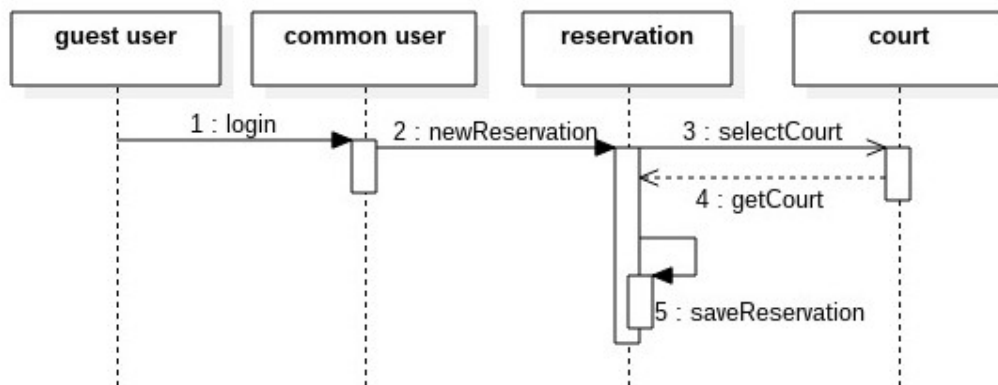 guest user
common user
reservation
court
1 : login
2 : newReservation
3 : selectCourt
4 : getCourt
5 : saveReservation